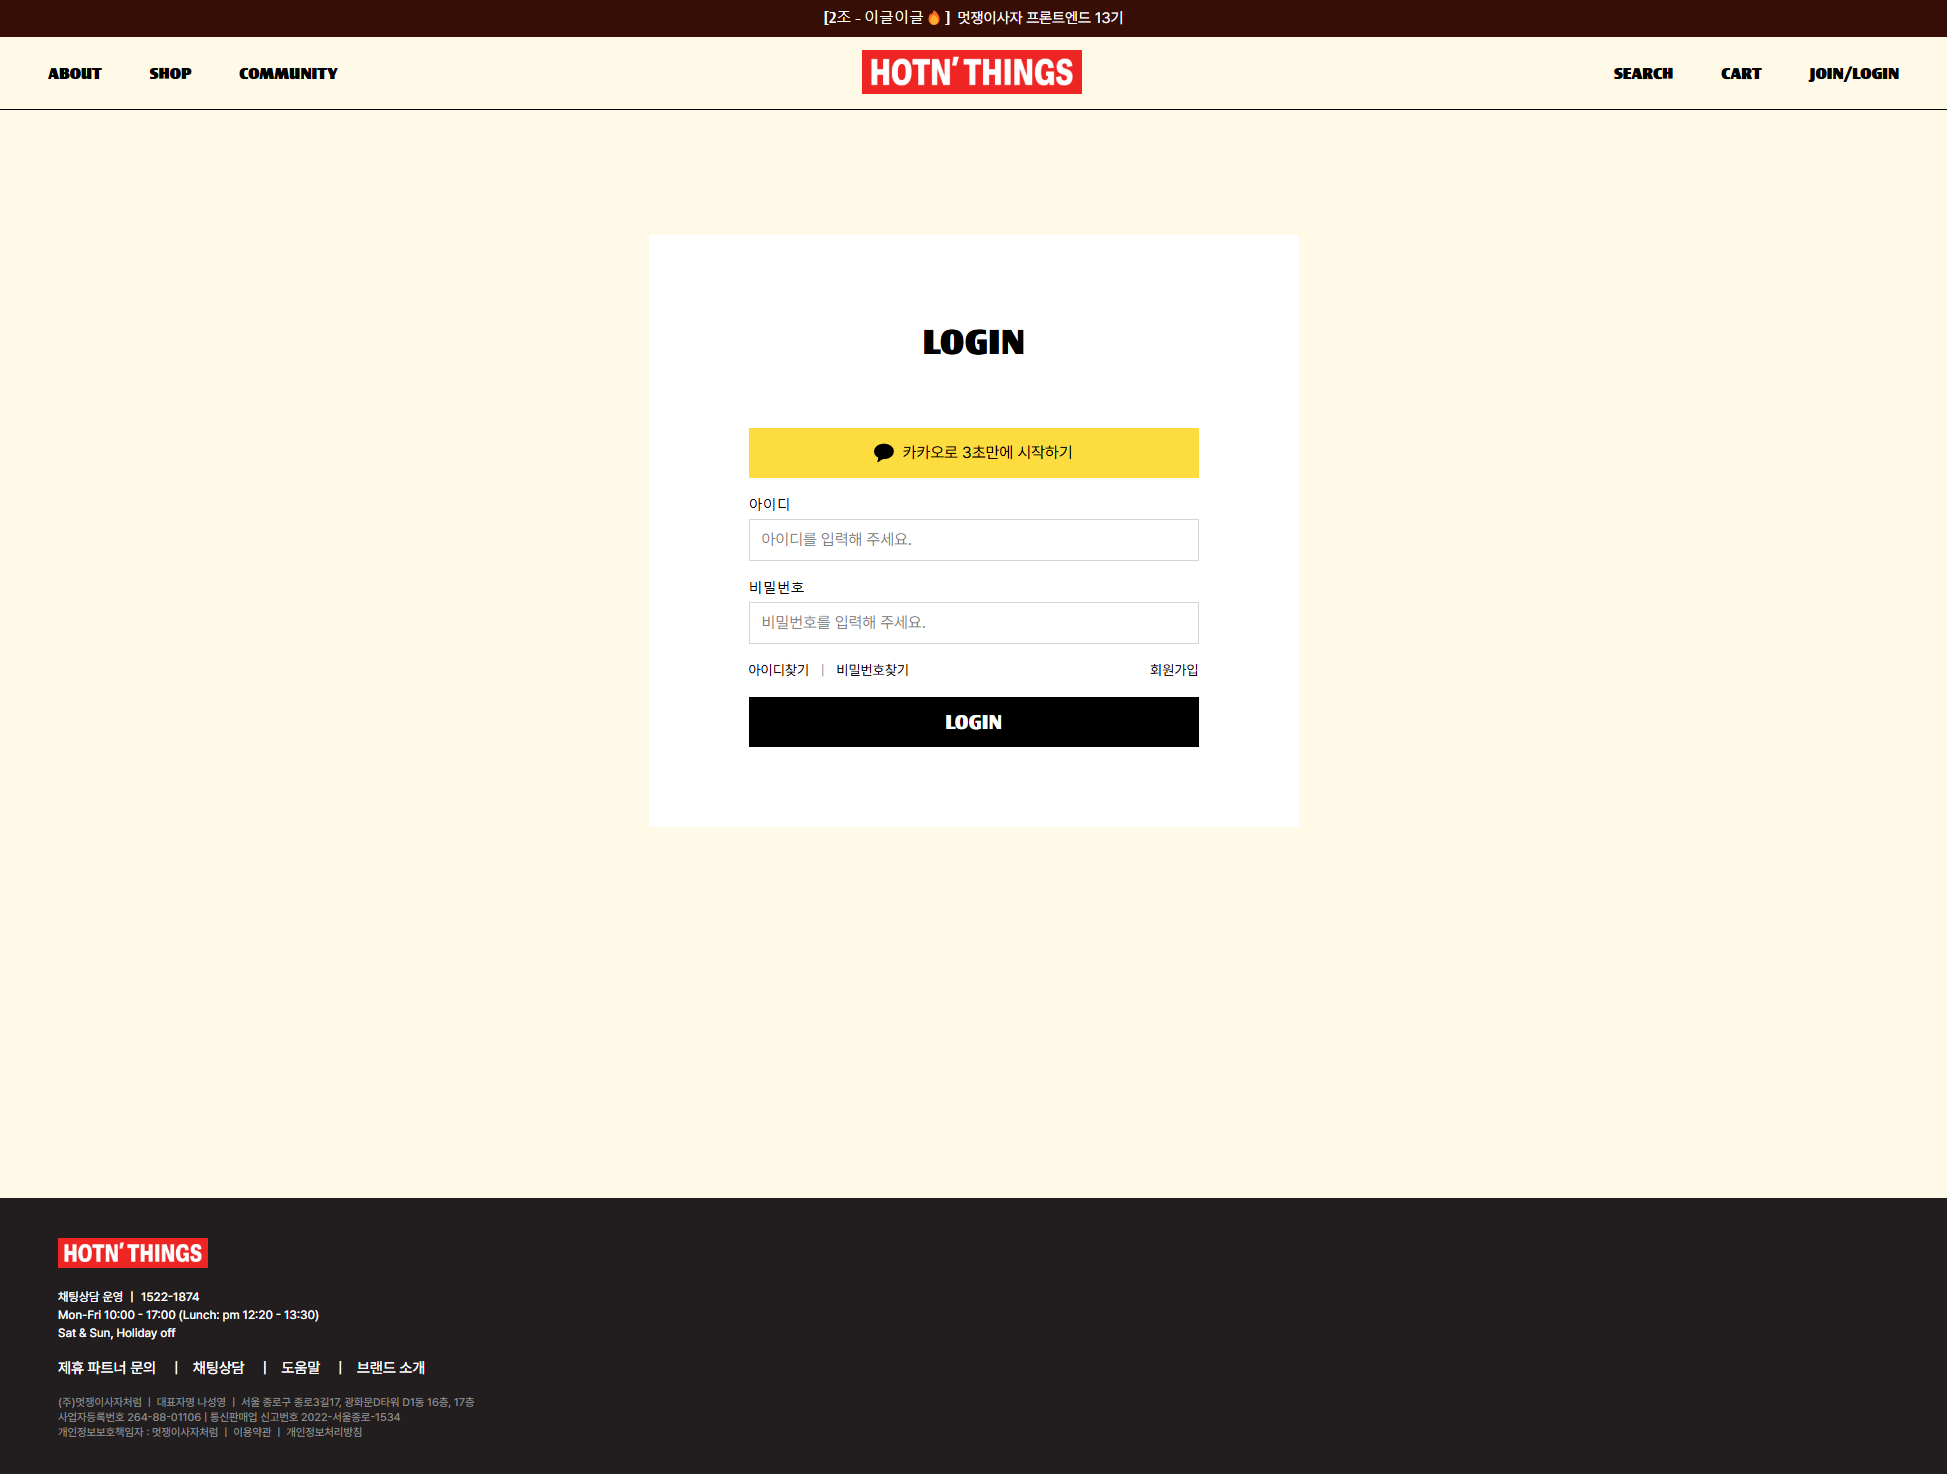 [2조 - 이글이글🔥] 멋쟁이사자 프론트엔드 13기
ABOUT SHOP COMMUNITY HOTN' THINGS SEARCH CART JOIN/LOGIN
LOGIN
카카오로 3초만에 시작하기
아이디
아이디를 입력해 주세요.
비밀번호
비밀번호를 입력해 주세요.
아이디찾기 | 비밀번호찾기 회원가입
LOGIN
HOTN' THINGS
채팅상담 운영 | 1522-1874
Mon-Fri 10:00 - 17:00 (Lunch: pm 12:20 - 13:30)
Sat & Sun, Holiday off
제휴 파트너 문의 | 채팅상담 | 도움말 | 브랜드 소개
(주)멋쟁이사자처럼 | 대표자명 나성영 | 서울 종로구 종로3길17, 광화문D타워 D1동 16층, 17층
사업자등록번호 264-88-01106 | 통신판매업 신고번호 2022-서울종로-1534
개인정보보호책임자 : 멋쟁이사자처럼 | 이용약관 | 개인정보처리방침